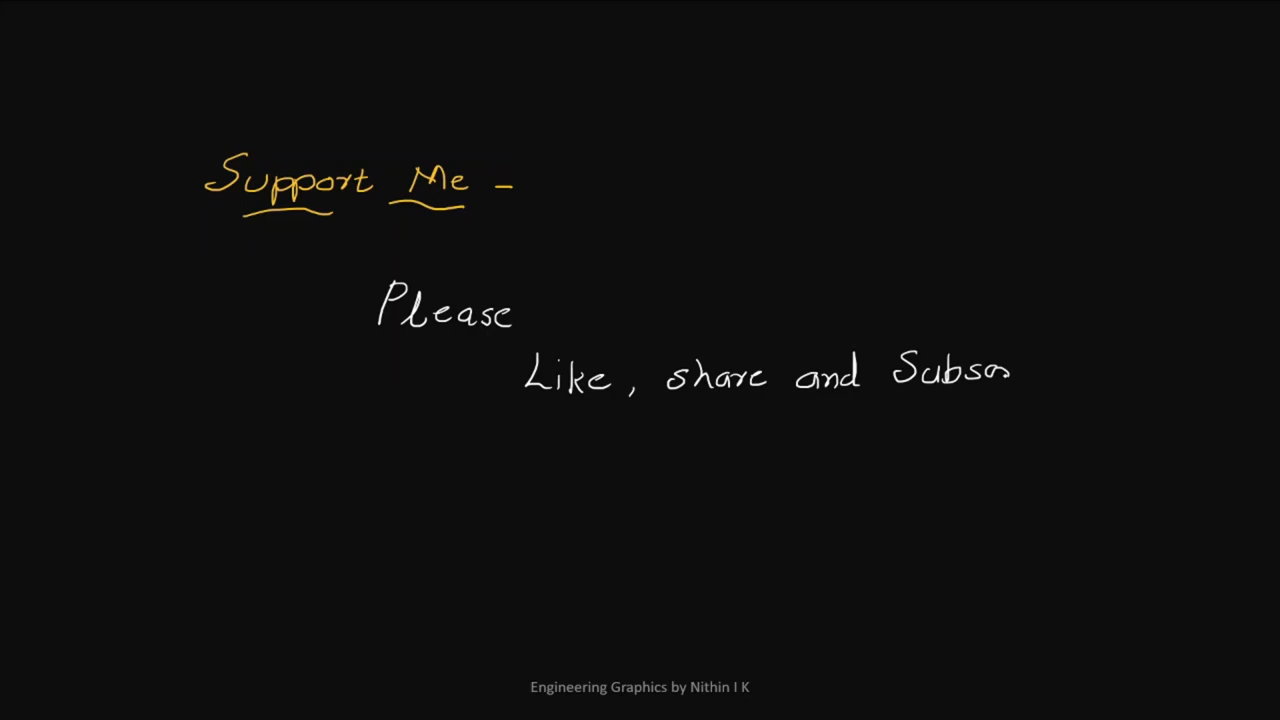 Support Me -
Please
Like, share and Subsc
Engineering Graphics by Nithin I K